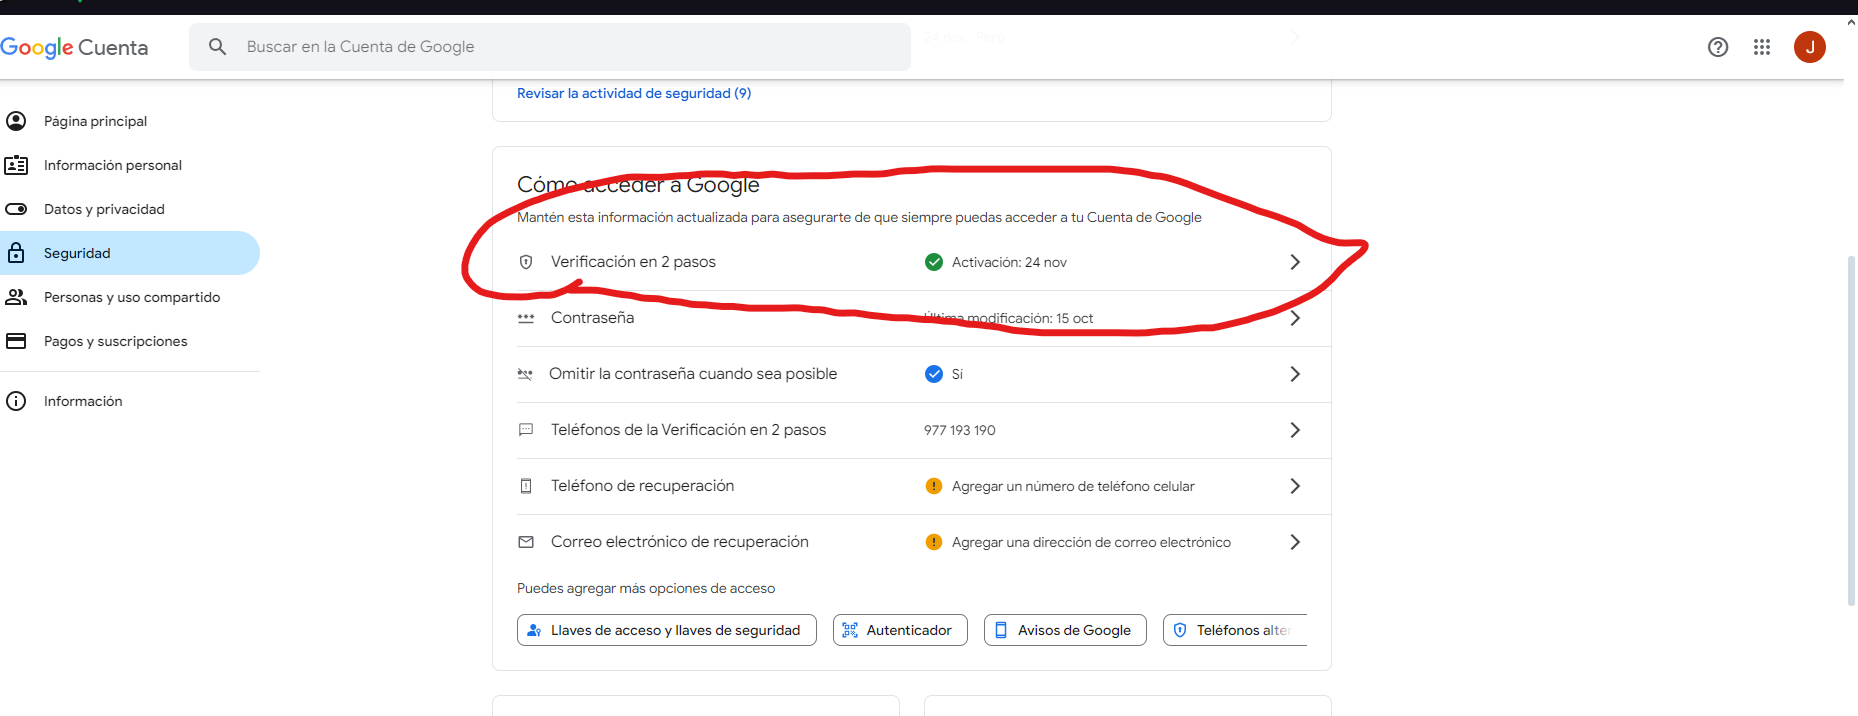 Google Cuenta
Buscar en la Cuenta de Google
J
Revisar la actividad de seguridad (9)
Página principal
Información personal
Datos y privacidad
Seguridad
Personas y uso compartido
Pagos y suscripciones
Información
Cómo acceder a Google
Mantén esta información actualizada para asegurarte de que siempre puedas acceder a tu Cuenta de Google
Verificación en 2 pasos Activación: 24 nov
Contraseña Última modificación: 15 oct
Omitir la contraseña cuando sea posible Sí
Teléfonos de la Verificación en 2 pasos 977 193 190
Teléfono de recuperación Agregar un número de teléfono celular
Correo electrónico de recuperación Agregar una dirección de correo electrónico
Puedes agregar más opciones de acceso
Llaves de acceso y llaves de seguridad Autenticador Avisos de Google Teléfonos alter